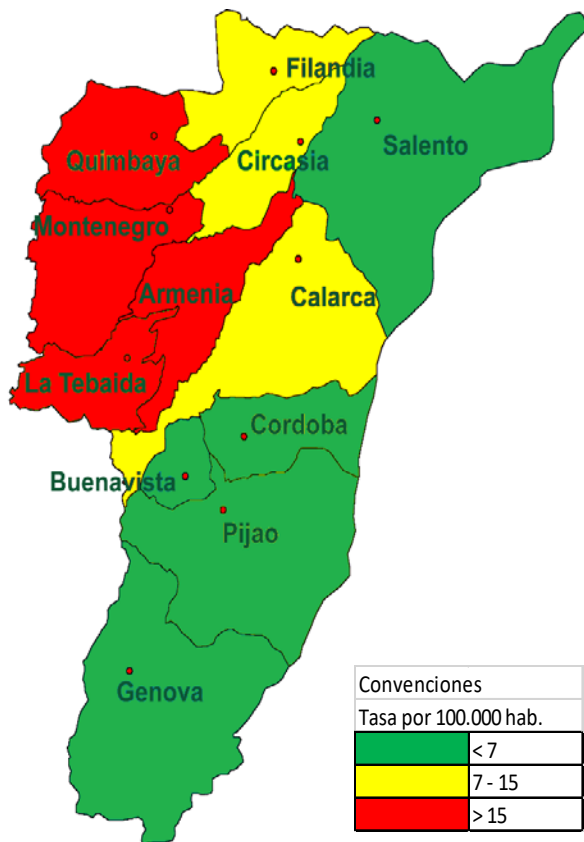 Filandia
Quimbaya
Circasia
Salento
Montenegro
Armenia
Calarca
La Tebaida
Cordoba
Buenavista
Pijao
Genova
Convenciones
Tasa por 100.000 hab.
< 7
7 - 15
> 15